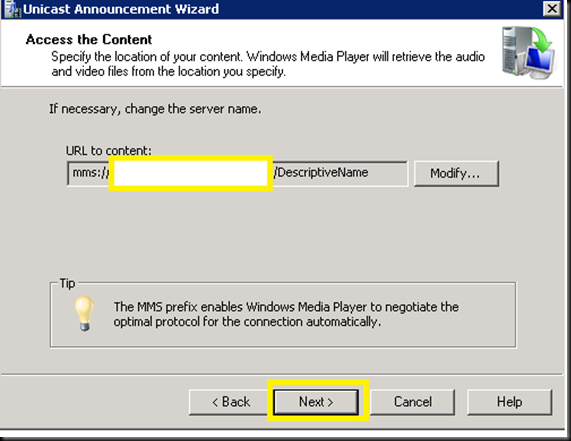 Unicast Announcement Wizard
Access the Content
Specify the location of your content. Windows Media Player will retrieve the audio
and video files from the location you specify.
If necessary, change the server name.
URL to content:
mms:// /DescriptiveName
Modify...
Tip
The MMS prefix enables Windows Media Player to negotiate the
optimal protocol for the connection automatically.
< Back
Next >
Cancel
Help